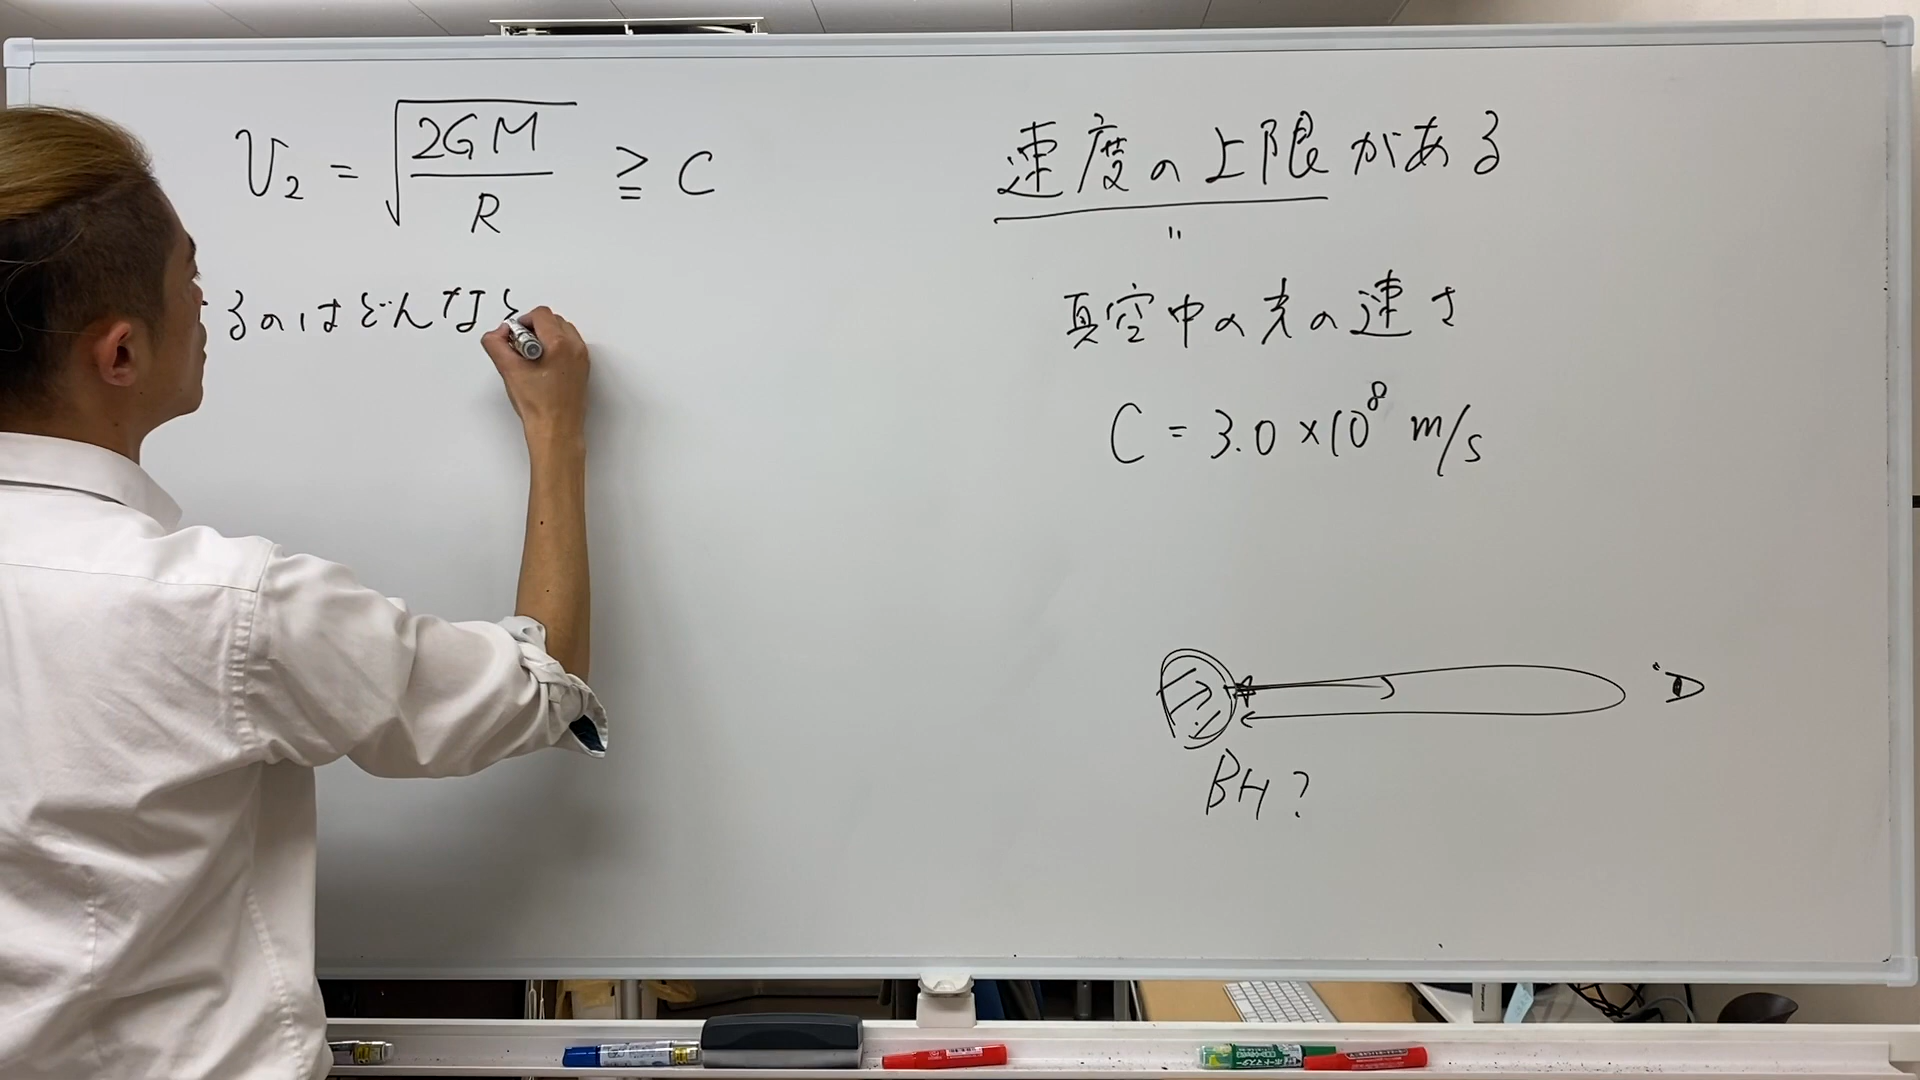 V₂ = √(2GM/R) ≧ C
るのはどんなと
速度の上限がある
〃
真空中の光の速さ
C = 3.0 × 10⁸ m/s
BH?